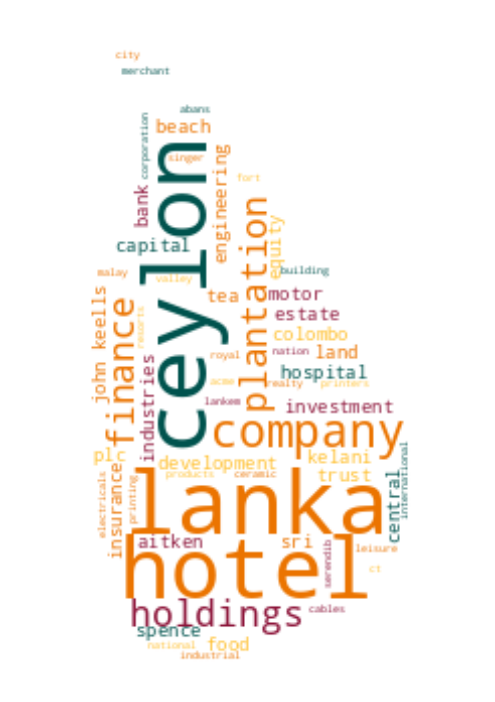 city
merchant
abans
beach
corporation
singer
engineering
bank
fort
ceylon
plantation
equity
capital
building
malay
valley
tea
motor
john keells
finance
resorts
estate
colombo
royal
nation
land
industries
acme
realty
hospital
printers
lankem
investment
company
plc
development
kelani
insurance
products
ceramic
trust
central
international
electricals
printing
lanka
aitken
sri
serendib
leisure
hotel
ct
holdings
cables
spence
national
food
industrial